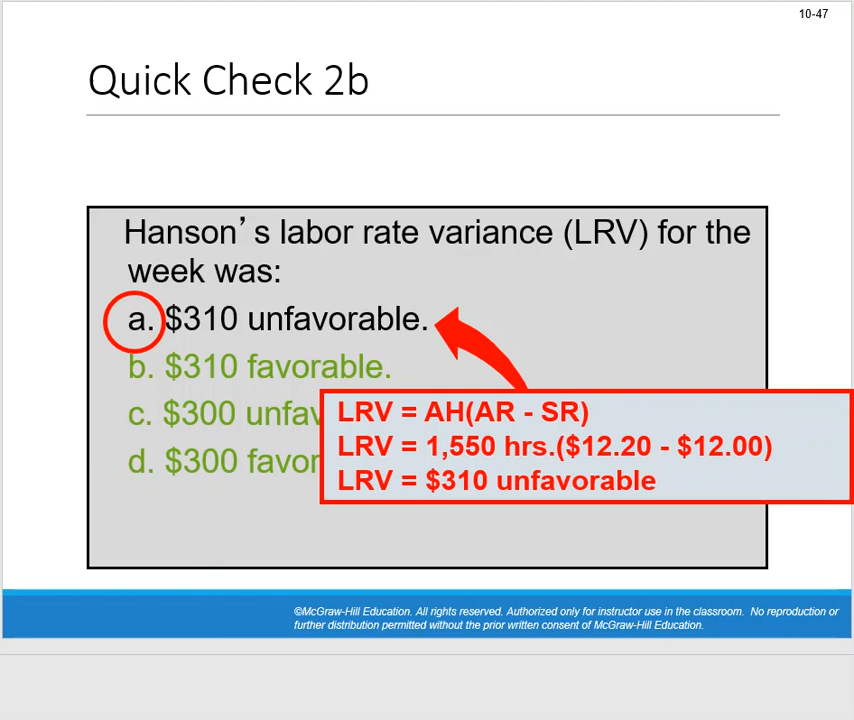 10-47
Quick Check 2b
Hanson’s labor rate variance (LRV) for the
week was:
a. $310 unfavorable.
b. $310 favorable.
c. $300 unfav
d. $300 favor
LRV = AH(AR - SR)
LRV = 1,550 hrs.($12.20 - $12.00)
LRV = $310 unfavorable
©McGraw-Hill Education. All rights reserved. Authorized only for instructor use in the classroom. No reproduction or
further distribution permitted without the prior written consent of McGraw-Hill Education.